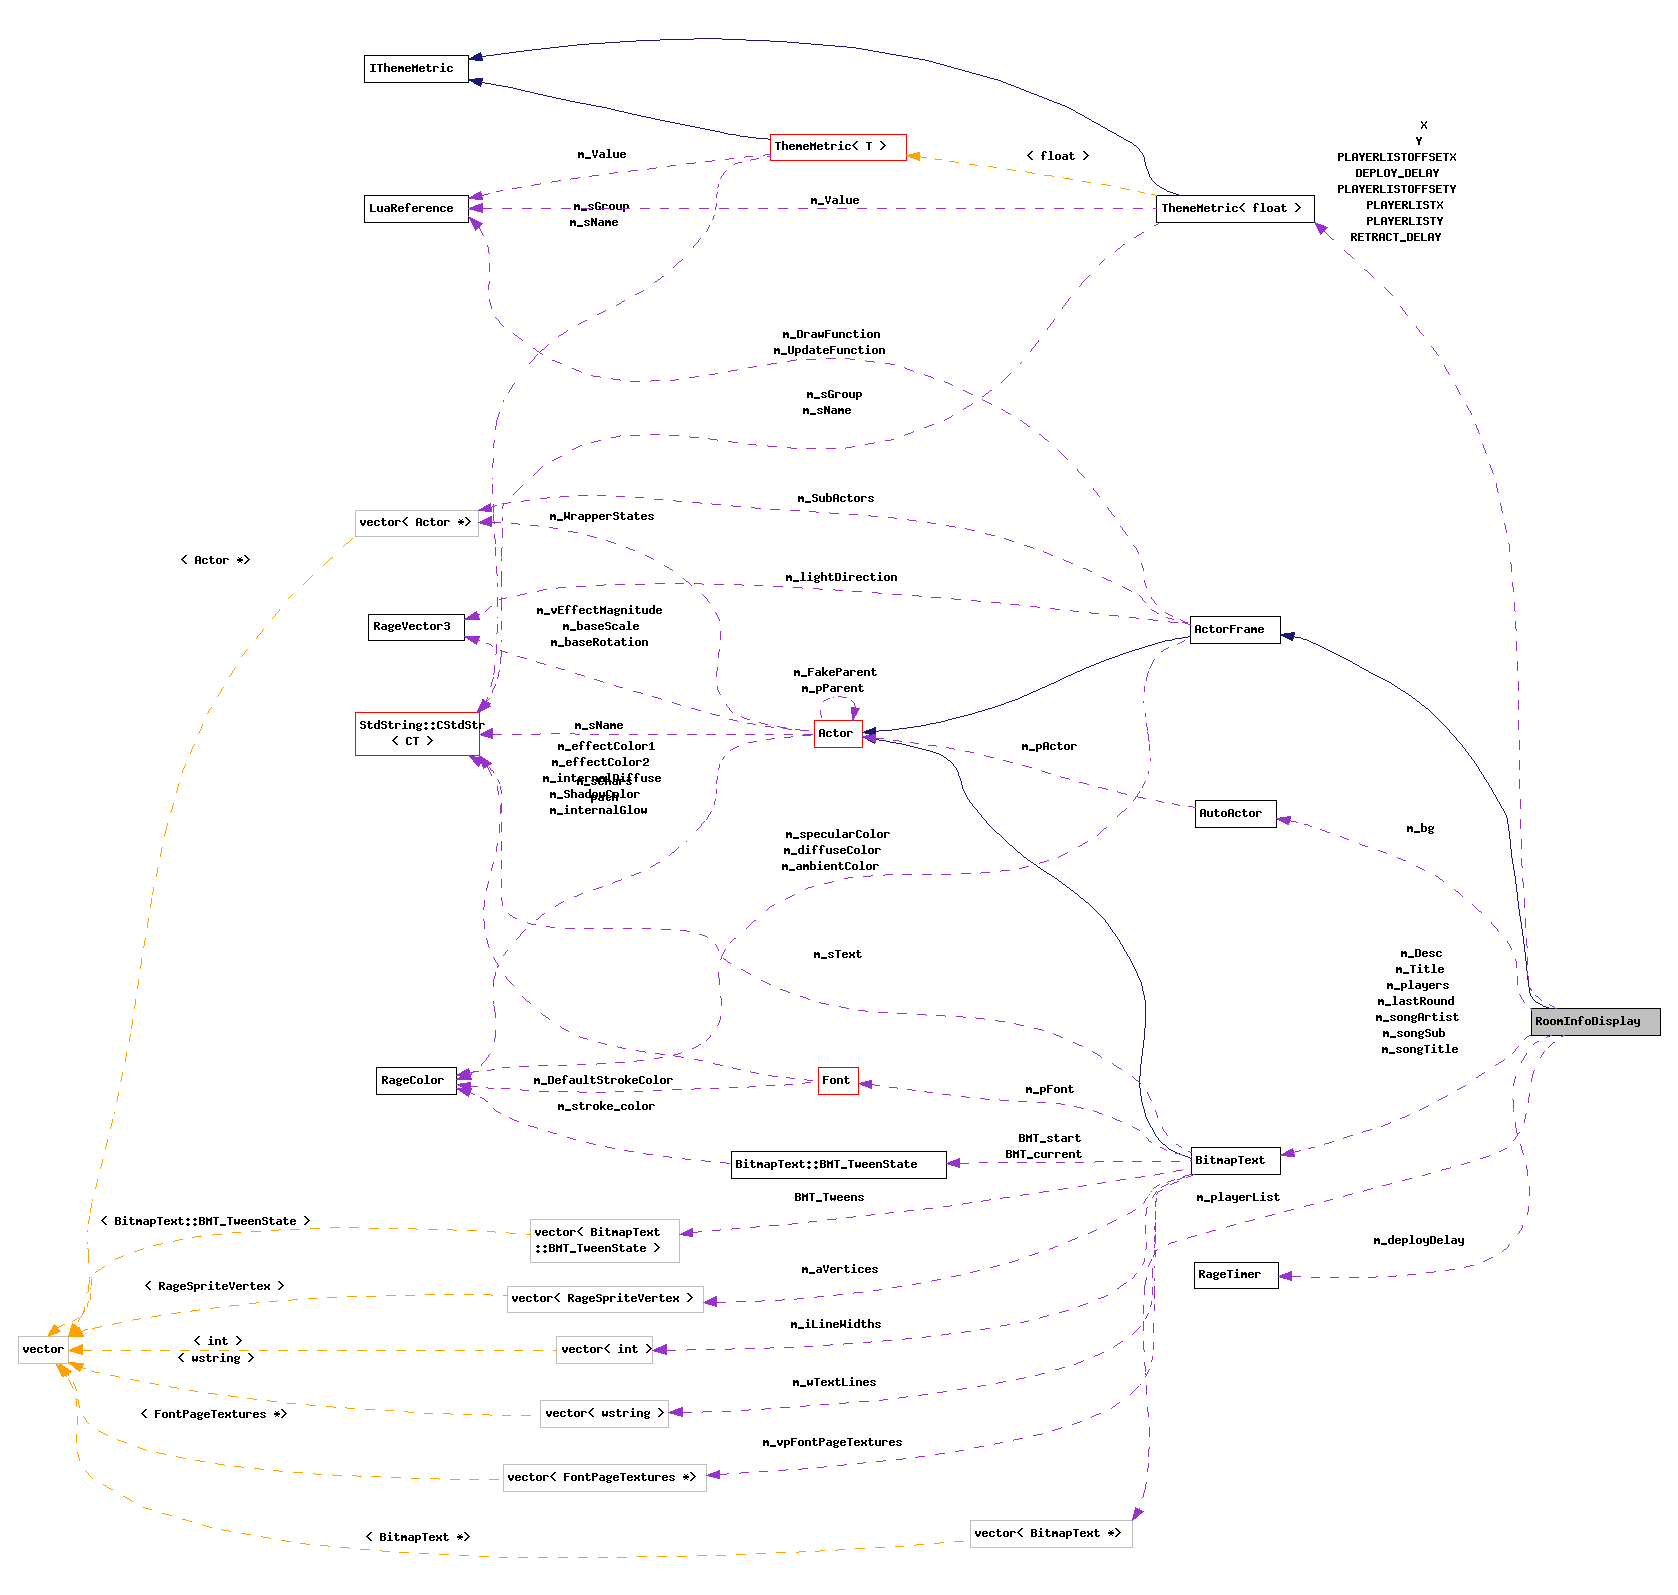 IThemeMetric
X
ThemeMetric< T >
Y
m_Value
< float >
PLAYERLISTOFFSETX
DEPLOY_DELAY
PLAYERLISTOFFSETY
LuaReference
m_sGroup
m_sName
m_Value
ThemeMetric< float >
PLAYERLISTX
PLAYERLISTY
RETRACT_DELAY
m_DrawFunction
m_UpdateFunction
m_sGroup
m_sName
m_SubActors
vector< Actor *>
m_WrapperStates
< Actor *>
m_lightDirection
RageVector3
m_vEffectMagnitude
m_baseScale
m_baseRotation
ActorFrame
m_FakeParent
m_pParent
StdString::CStdStr
< CT >
m_sName
Actor
m_pActor
m_effectColor1
m_effectColor2
m_internalDiffuse
m_sChars
m_ShadowColor
path
m_internalGlow
AutoActor
m_bg
m_specularColor
m_diffuseColor
m_ambientColor
m_sText
m_Desc
m_Title
m_players
m_lastRound
m_songArtist
m_songSub
m_songTitle
RoomInfoDisplay
RageColor
m_DefaultStrokeColor
Font
m_pFont
m_stroke_color
BMT_start
BMT_current
BitmapText::BMT_TweenState
BitmapText
BMT_Tweens
m_playerList
< BitmapText::BMT_TweenState >
vector< BitmapText
::BMT_TweenState >
m_deployDelay
m_aVertices
RageTimer
< RageSpriteVertex >
vector< RageSpriteVertex >
m_iLineWidths
vector
< int >
< wstring >
vector< int >
m_wTextLines
< FontPageTextures *>
vector< wstring >
m_vpFontPageTextures
vector< FontPageTextures *>
< BitmapText *>
vector< BitmapText *>